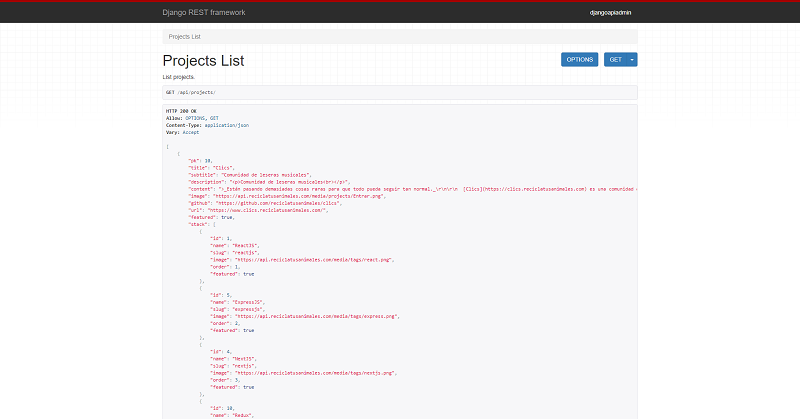 Django REST framework
djangoapiadmin
Projects List
Projects List
OPTIONS
GET
List projects.
GET /api/projects/
HTTP 200 OK
Allow: OPTIONS, GET
Content-Type: application/json
Vary: Accept
[
{
"pk": 10,
"title": "Clics",
"subtitle": "Comunidad de leseras musicales",
"description": "<p>Comunidad de leseras musicales<br></p>",
"content": ">_Están pasando demasiadas cosas raras para que todo pueda seguir tan normal._\r\n\r\n [Clics](https://clics.reciclatusanimales.com) es una comunidad
"image": "https://api.reciclatusanimales.com/media/projects/Entrar.png",
"github": "https://github.com/reciclatusanimales/clics",
"url": "https://www.clics.reciclatusanimales.com/",
"featured": true,
"stack": [
{
"id": 1,
"name": "ReactJS",
"slug": "reactjs",
"image": "https://api.reciclatusanimales.com/media/tags/react.png",
"order": 1,
"featured": true
},
{
"id": 5,
"name": "ExpressJS",
"slug": "expressjs",
"image": "https://api.reciclatusanimales.com/media/tags/express.png",
"order": 2,
"featured": true
},
{
"id": 4,
"name": "NextJS",
"slug": "nextjs",
"image": "https://api.reciclatusanimales.com/media/tags/nextjs.png",
"order": 3,
"featured": true
},
{
"id": 10,
"name": "Redux",